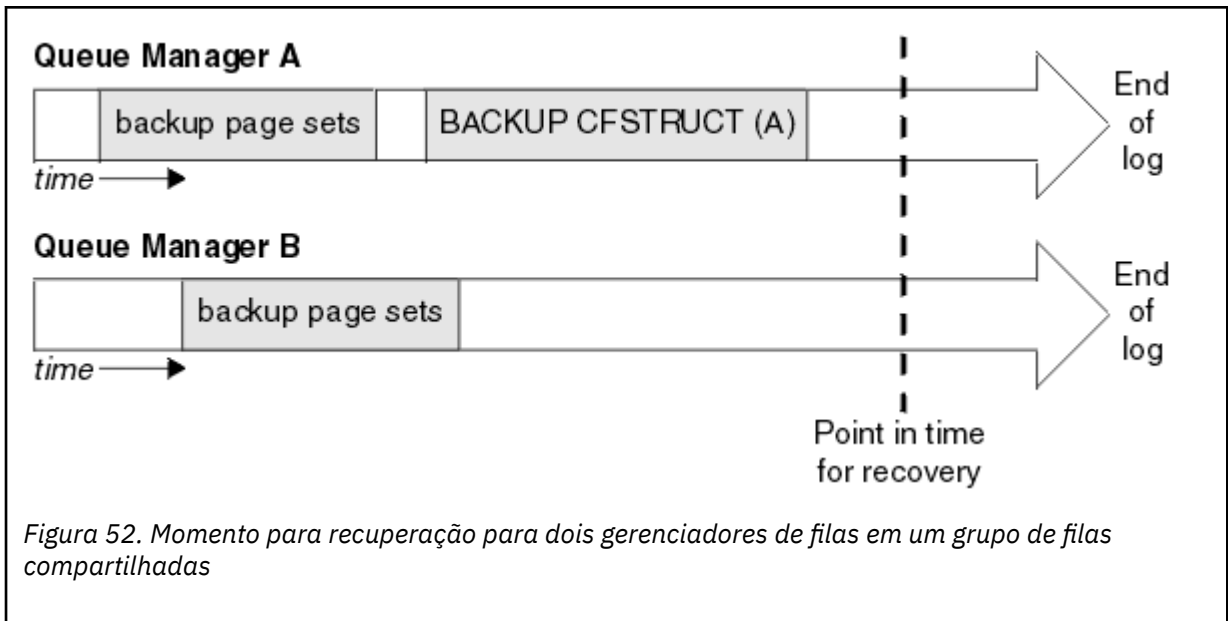 Queue Manager A
backup page sets
BACKUP CFSTRUCT (A)
End
of
log
time
Queue Manager B
backup page sets
End
of
log
time
Point in time
for recovery
Figura 52. Momento para recuperação para dois gerenciadores de filas em um grupo de filas
compartilhadas